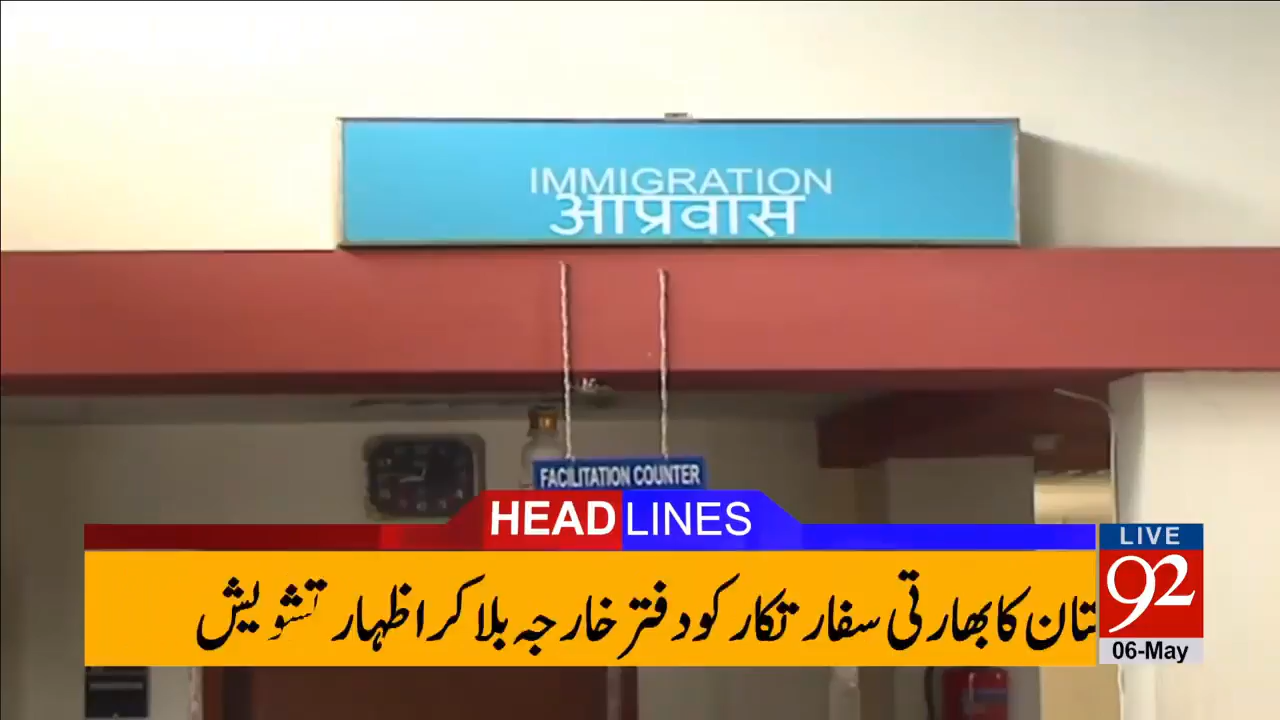 IMMIGRATION
आप्रवास
FACILITATION COUNTER
HEADLINES
تان کا بھارتی سفارتکار کو دفتر خارجہ بلا کر اظہار تشویش
LIVE
92
06-May